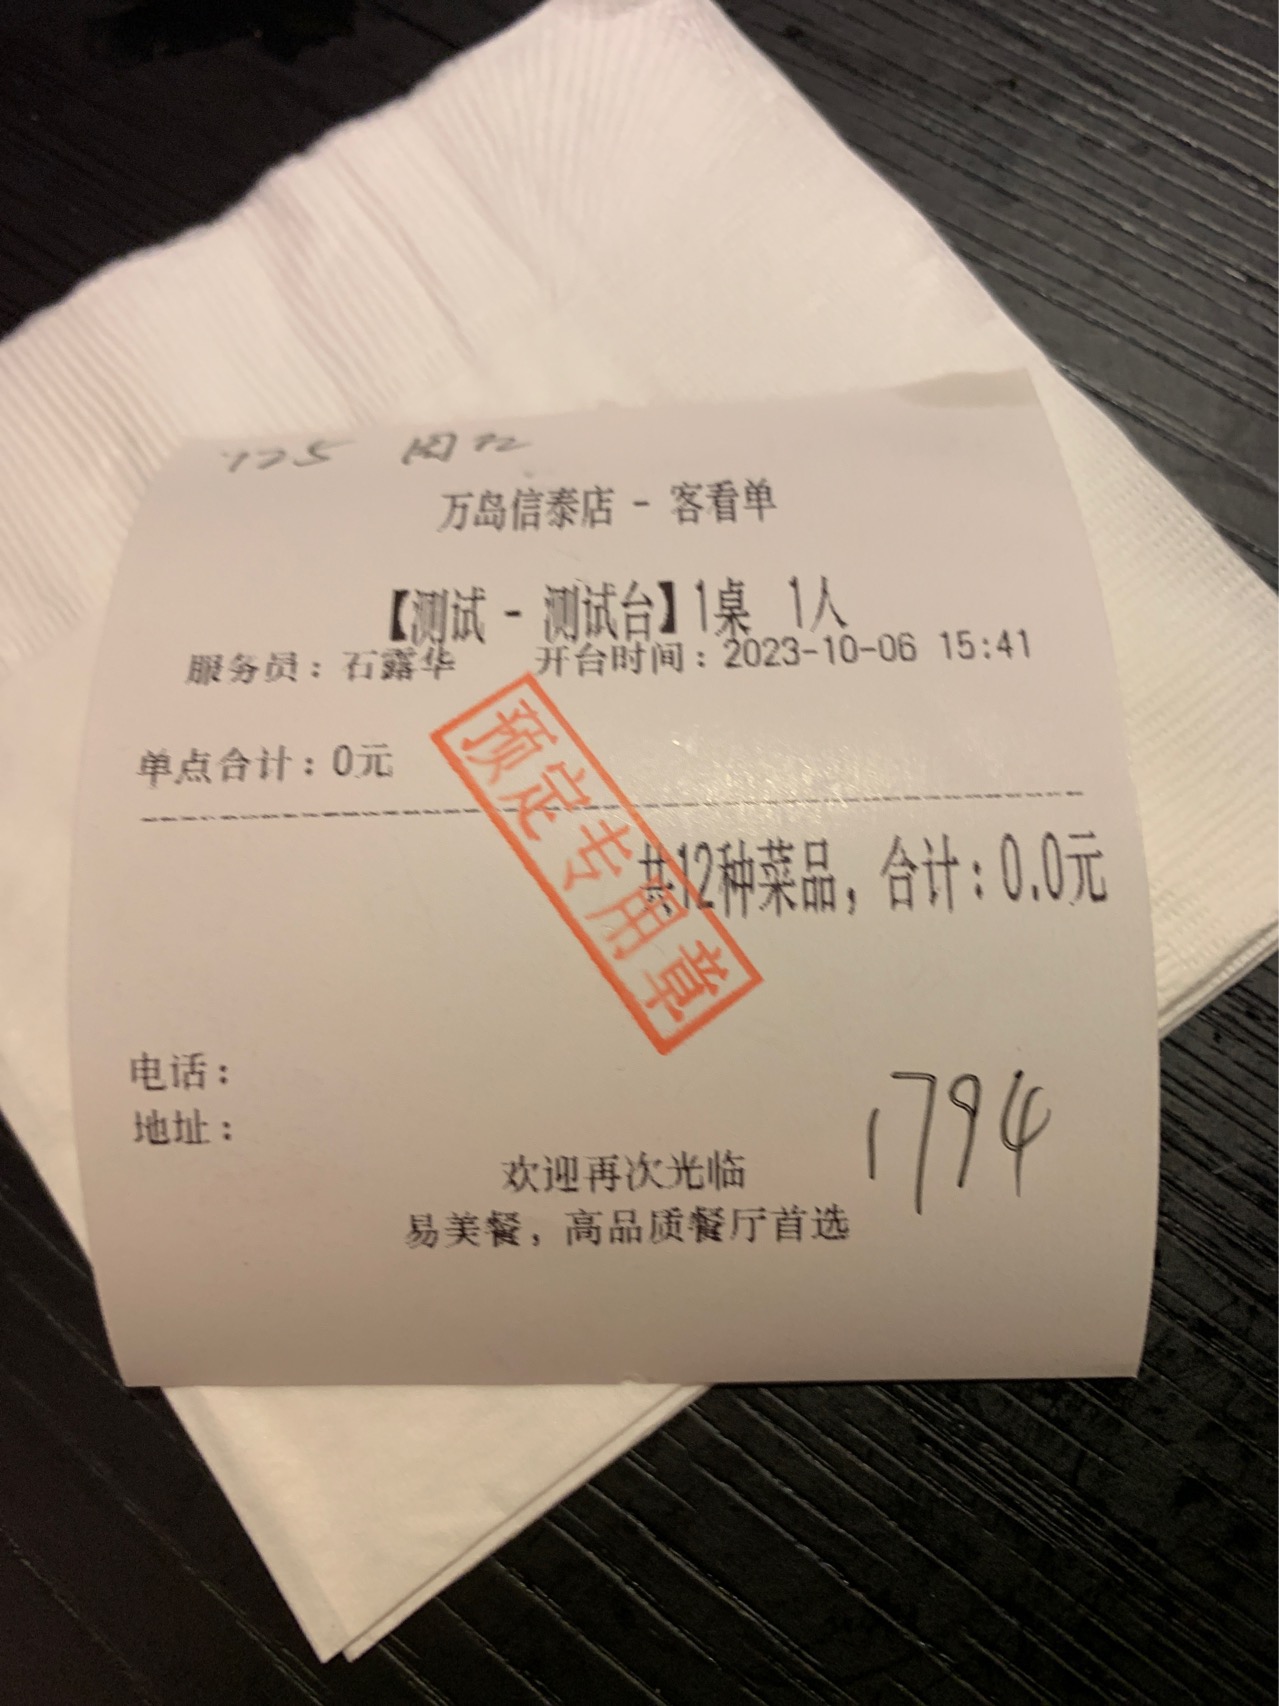 万岛信泰店 - 客看单
【测试 - 测试台】1桌 1人
服务员：石露华 开台时间：2023-10-06 15:41
单点合计：0元
预定专用章
共12种菜品，合计：0.0元
电话：
地址：
1794
欢迎再次光临
易美餐，高品质餐厅首选